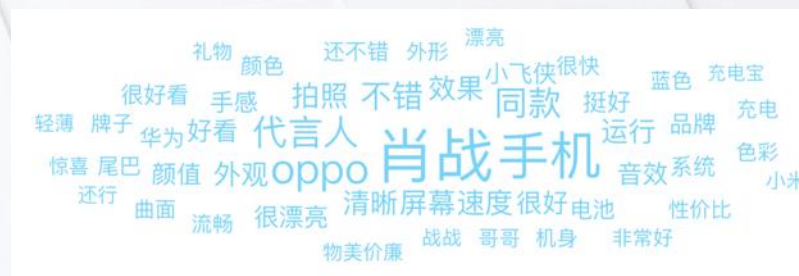 漂亮
礼物 还不错 外形
颜色 小飞侠 很快 蓝色 充电宝
很好看 手感 拍照 不错 效果 同款 挺好 充电
轻薄 牌子 华为 好看 代言人 运行 品牌
惊喜 尾巴 颜值 外观 oppo 肖战 手机 音效 系统 色彩
还行 小米
曲面 流畅 很漂亮 清晰 屏幕 速度 很好 电池 性价比
物美价廉 战战 哥哥 机身 非常好